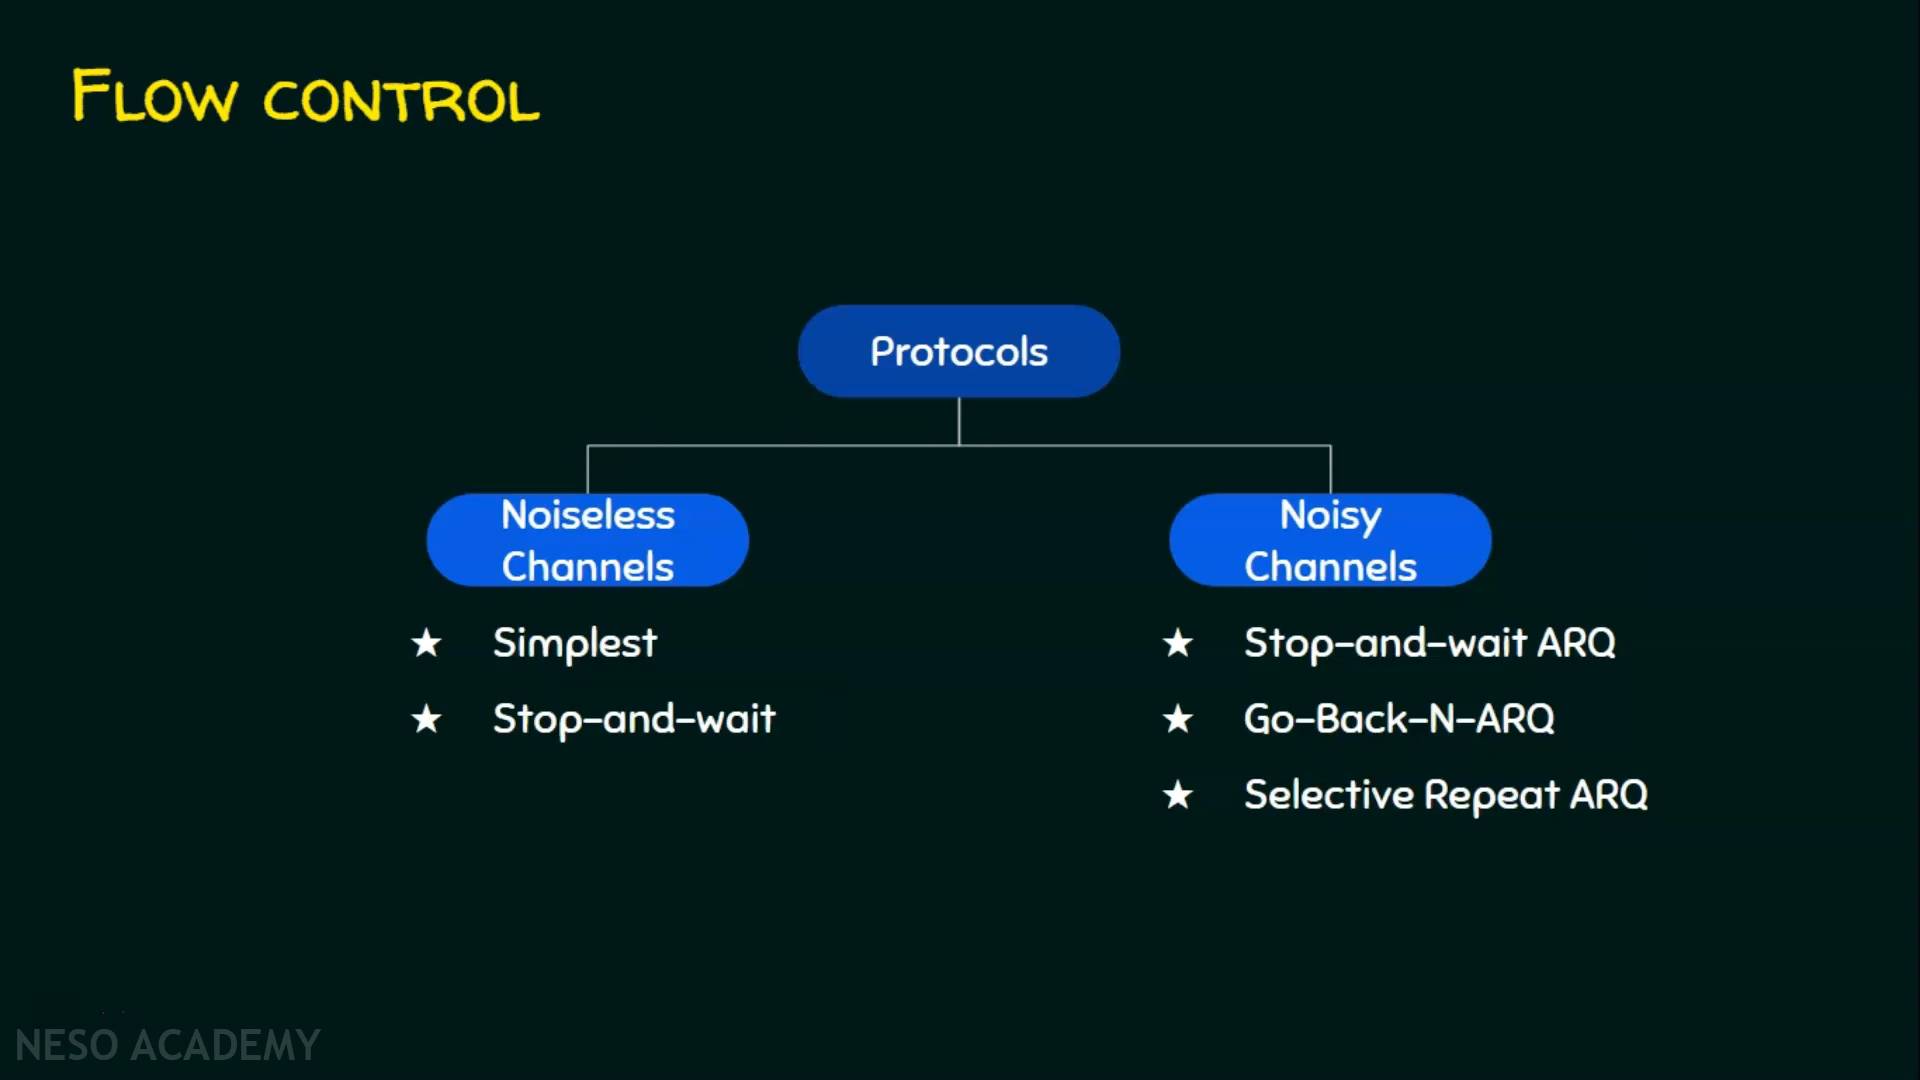 FLOW CONTROL
Protocols
Noiseless
Channels
★ Simplest
★ Stop-and-wait
Noisy
Channels
★ Stop-and-wait ARQ
★ Go-Back-N-ARQ
★ Selective Repeat ARQ
NESO ACADEMY